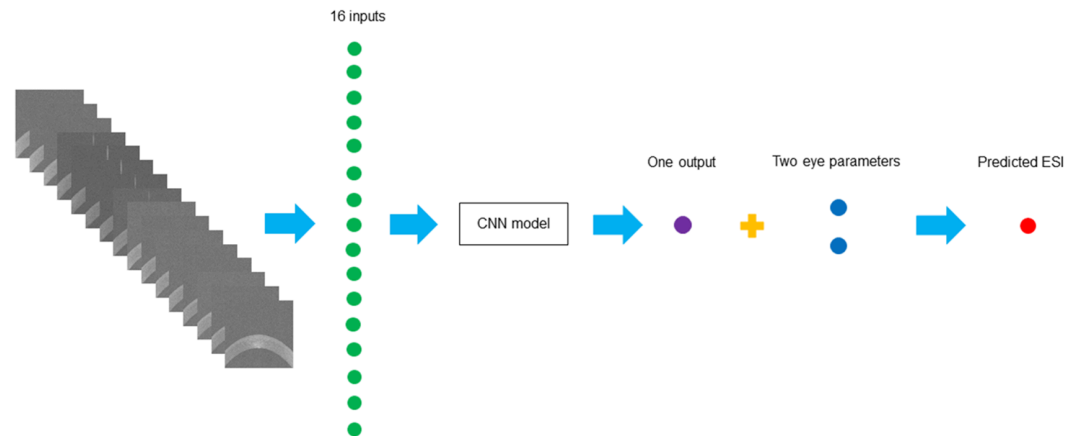 16 inputs
One output
Two eye parameters
Predicted ESI
CNN model